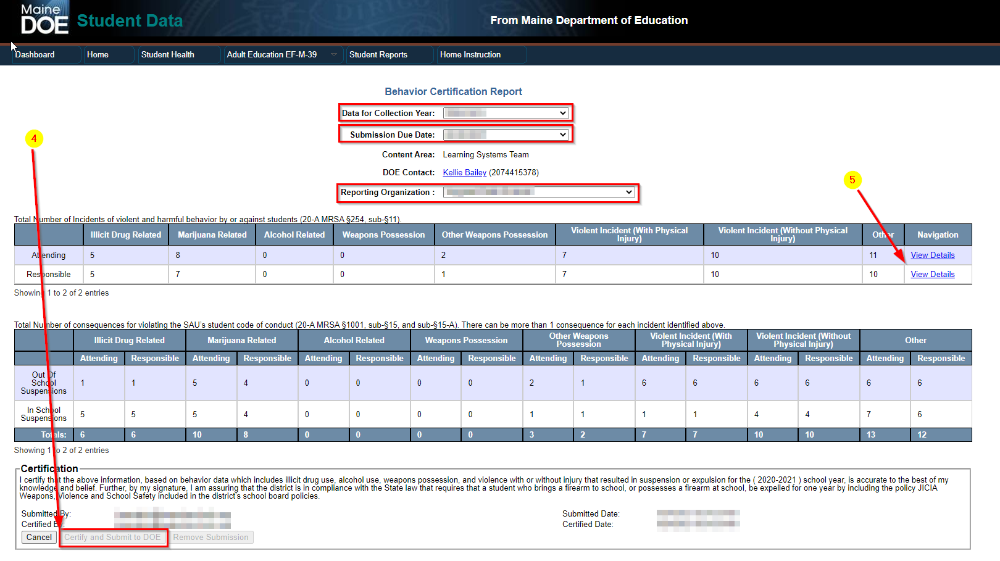 Maine
DOE
Student Data
From Maine Department of Education
Dashboard Home Student Health Adult Education EF-M-39 Student Reports Home Instruction
Behavior Certification Report
Data for Collection Year:
4
Submission Due Date:
Content Area: Learning Systems Team
DOE Contact: Kellie Bailey (2074415378)
5
Reporting Organization :
Total Number of Incidents of violent and harmful behavior by or against students (20-A MRSA §254, sub-§11).
Illicit Drug Related Marijuana Related Alcohol Related Weapons Possession Other Weapons Possession Violent Incident (With Physical Injury) Violent Incident (Without Physical Injury) Other Navigation
Attending 5 8 0 0 2 7 10 11 View Details
Responsible 5 7 0 0 1 7 10 10 View Details
Showing 1 to 2 of 2 entries
Total Number of consequences for violating the SAU's student code of conduct (20-A MRSA §1001, sub-§15, and sub-§15-A). There can be more than 1 consequence for each incident identified above.
Illicit Drug Related Marijuana Related Alcohol Related Weapons Possession Other Weapons Possession Violent Incident (With Physical Injury) Violent Incident (Without Physical Injury) Other
Attending Responsible Attending Responsible Attending Responsible Attending Responsible Attending Responsible Attending Responsible Attending Responsible Attending Responsible
Out Of School Suspensions 1 1 5 4 0 0 0 0 2 1 6 6 6 6 6 6
In School Suspensions 5 5 5 4 0 0 0 0 1 1 1 1 4 4 7 6
Totals: 6 6 10 8 0 0 0 0 3 2 7 7 10 10 13 12
Showing 1 to 2 of 2 entries
Certification
I certify that the above information, based on behavior data which includes illicit drug use, alcohol use, weapons possession, and violence with or without injury that resulted in suspension or expulsion for the ( 2020-2021 ) school year, is accurate to the best of my
knowledge and belief. Further, by my signature, I am assuring that the district is in compliance with the State law that requires that a student who brings a firearm to school, or possesses a firearm at school, be expelled for one year by including the policy JICIA
Weapons, Violence and School Safety included in the district's school board policies.
Submitted By: Submitted Date:
Certified By: Certified Date:
Cancel Certify and Submit to DOE Remove Submission